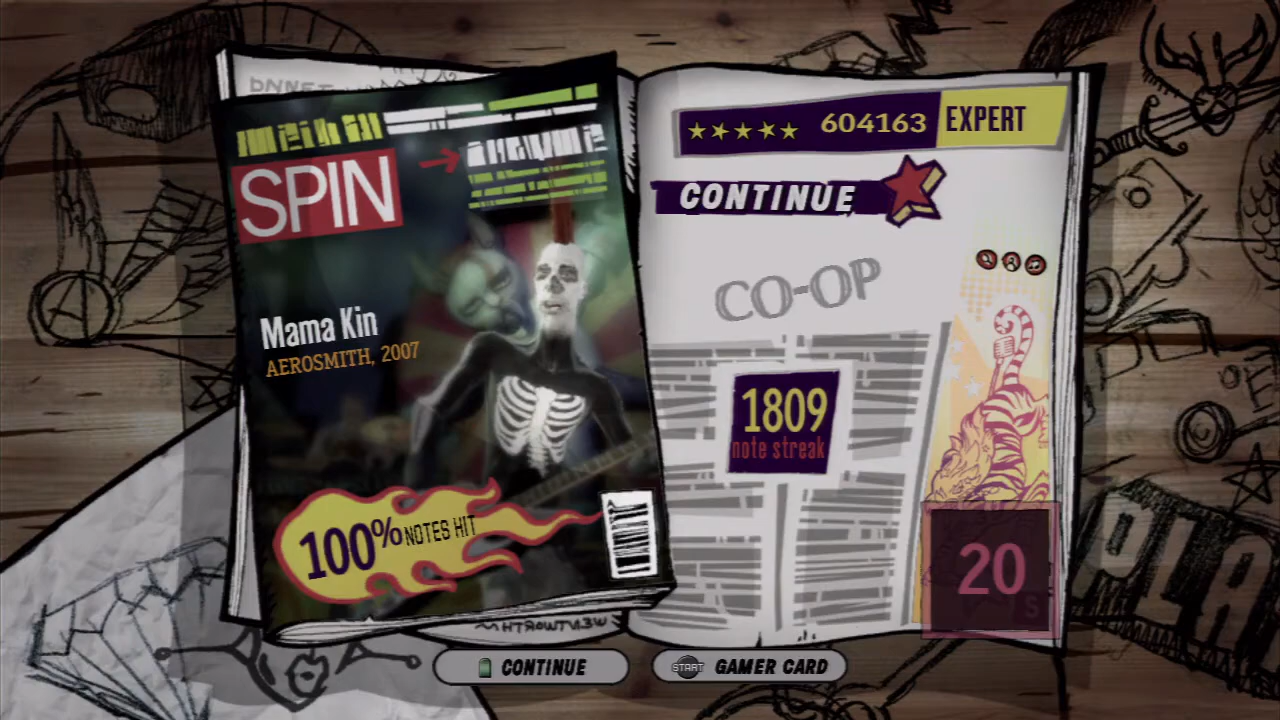 SPIN
Mama Kin
AEROSMITH, 2007
100% NOTES HIT
★★★★★ 604163 EXPERT
CONTINUE
CO-OP
1809
note streak
20
CONTINUE
START GAMER CARD